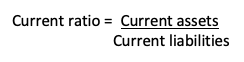 Current ratio = Current assets
Current liabilities